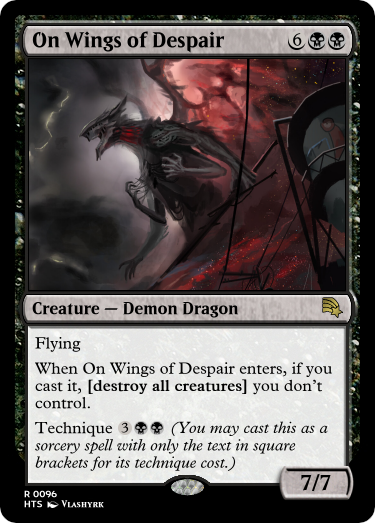 On Wings of Despair 6
Creature — Demon Dragon
Flying
When On Wings of Despair enters, if you
cast it, [destroy all creatures] you don't
control.
Technique 3 (You may cast this as a
sorcery spell with only the text in square
brackets for its technique cost.)
7/7
R 0096
HTS VLASHYRK